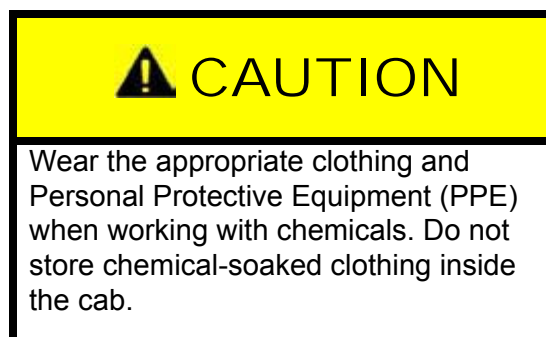 CAUTION
Wear the appropriate clothing and
Personal Protective Equipment (PPE)
when working with chemicals. Do not
store chemical-soaked clothing inside
the cab.